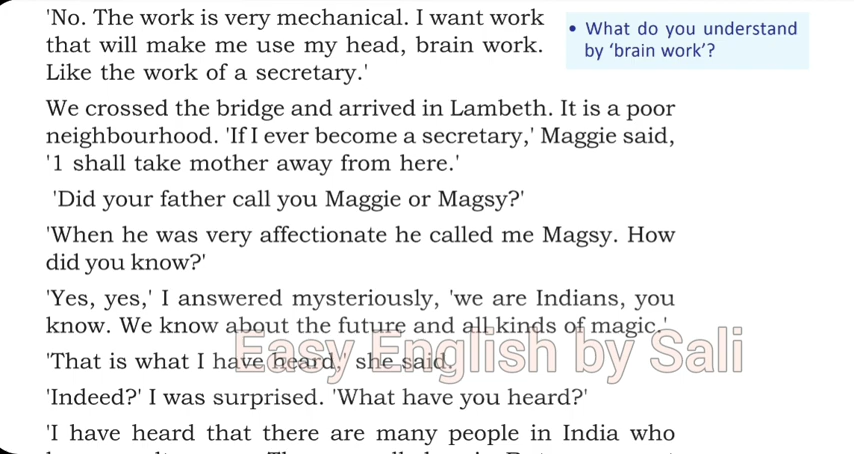 'No. The work is very mechanical. I want work
that will make me use my head, brain work.
Like the work of a secretary.'
• What do you understand
by 'brain work'?
We crossed the bridge and arrived in Lambeth. It is a poor
neighbourhood. 'If I ever become a secretary,' Maggie said,
'1 shall take mother away from here.'
'Did your father call you Maggie or Magsy?'
'When he was very affectionate he called me Magsy. How
did you know?'
'Yes, yes,' I answered mysteriously, 'we are Indians, you
know. We know about the future and all kinds of magic.'
Easy English by Sali
'That is what I have heard,' she said.
'Indeed?' I was surprised. 'What have you heard?'
'I have heard that there are many people in India who